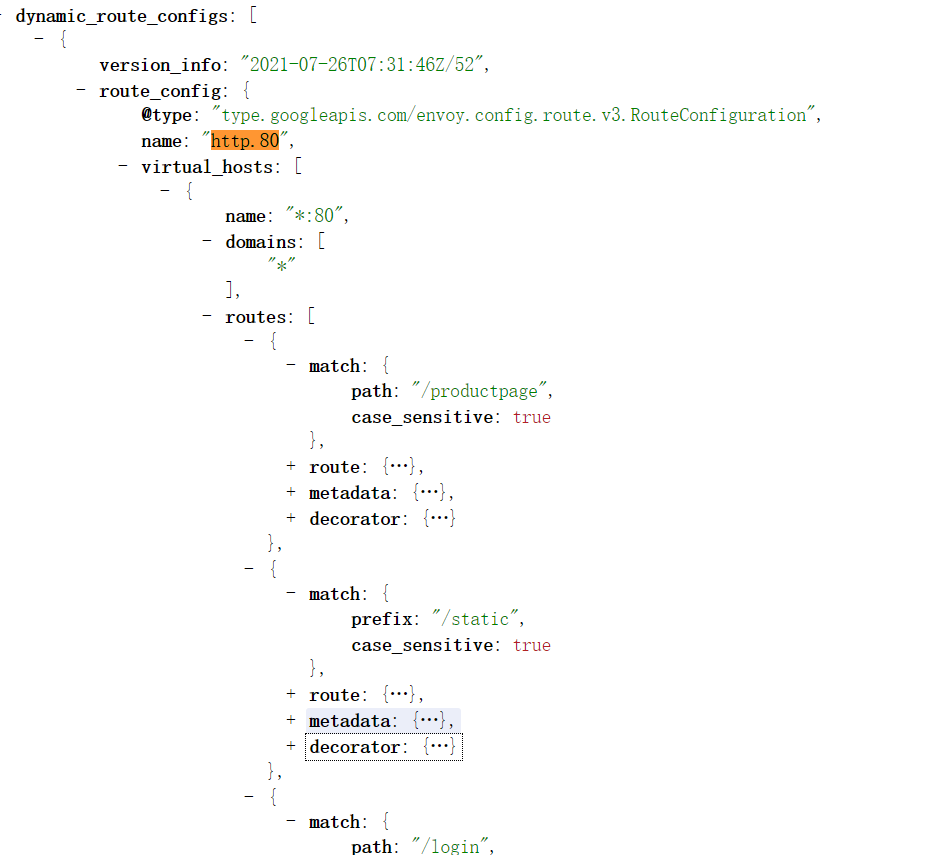 - dynamic_route_configs: [
- {
version_info: "2021-07-26T07:31:46Z/52",
- route_config: {
@type: "type.googleapis.com/envoy.config.route.v3.RouteConfiguration",
name: "http.80",
- virtual_hosts: [
- {
name: "*:80",
- domains: [
"*"
],
- routes: [
- {
- match: {
path: "/productpage",
case_sensitive: true
},
+ route: {…},
+ metadata: {…},
+ decorator: {…}
},
- {
- match: {
prefix: "/static",
case_sensitive: true
},
+ route: {…},
+ metadata: {…},
+ decorator: {…}
},
- {
- match: {
path: "/login",